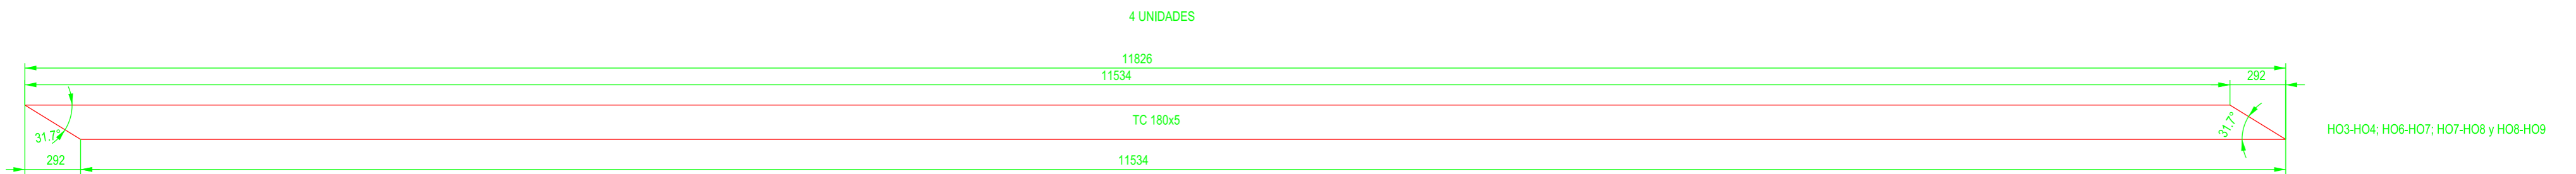 4 UNIDADES
11826
11534
292
31.7°
TC 180x5
31,7°
HO3-HO4; HO6-HO7; HO7-HO8 y HO8-HO9
292
11534